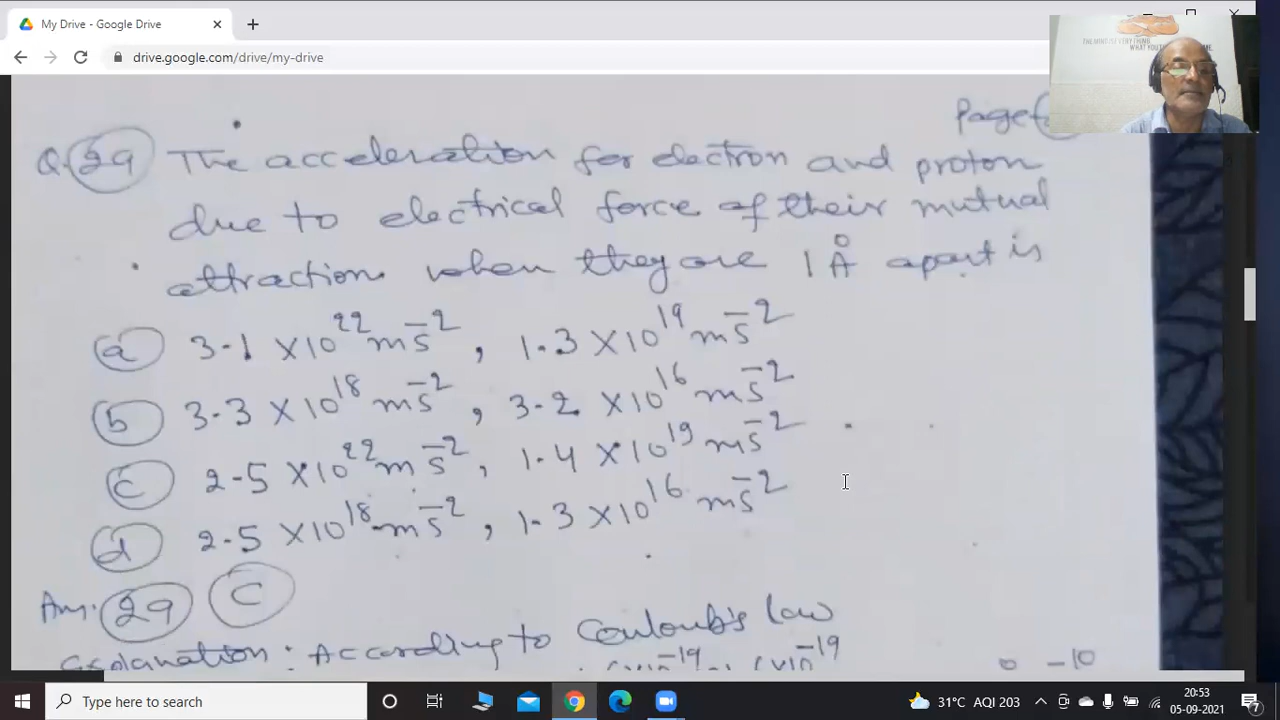 My Drive - Google Drive
drive.google.com/drive/my-drive
WHAT YOU
Page
Q. 29 The acceleration for electron and proton
due to electrical force of their mutual
attraction when they are 1 Å apart is
(a) 3.1 × 10²² ms⁻², 1.3 × 10¹⁹ ms⁻²
(b) 3.3 × 10¹⁸ ms⁻², 3.2 × 10¹⁶ ms⁻²
(c) 2.5 × 10²² ms⁻², 1.4 × 10¹⁹ ms⁻²
(d) 2.5 × 10¹⁸ ms⁻², 1.3 × 10¹⁶ ms⁻²
Ans. 29 C
Explanation: According to Coulomb's law
Type here to search
31°C AQI 203
20:53
05-09-2021
7